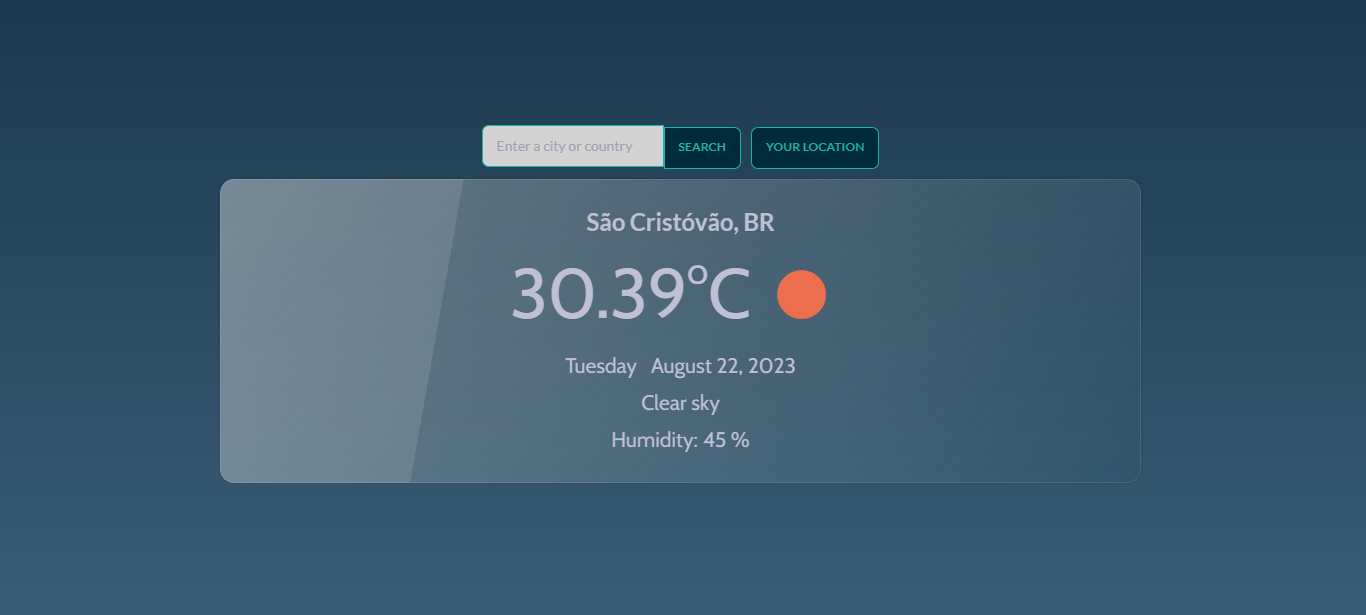 Enter a city or country SEARCH YOUR LOCATION
São Cristóvão, BR
30.39°C
Tuesday August 22, 2023
Clear sky
Humidity: 45 %